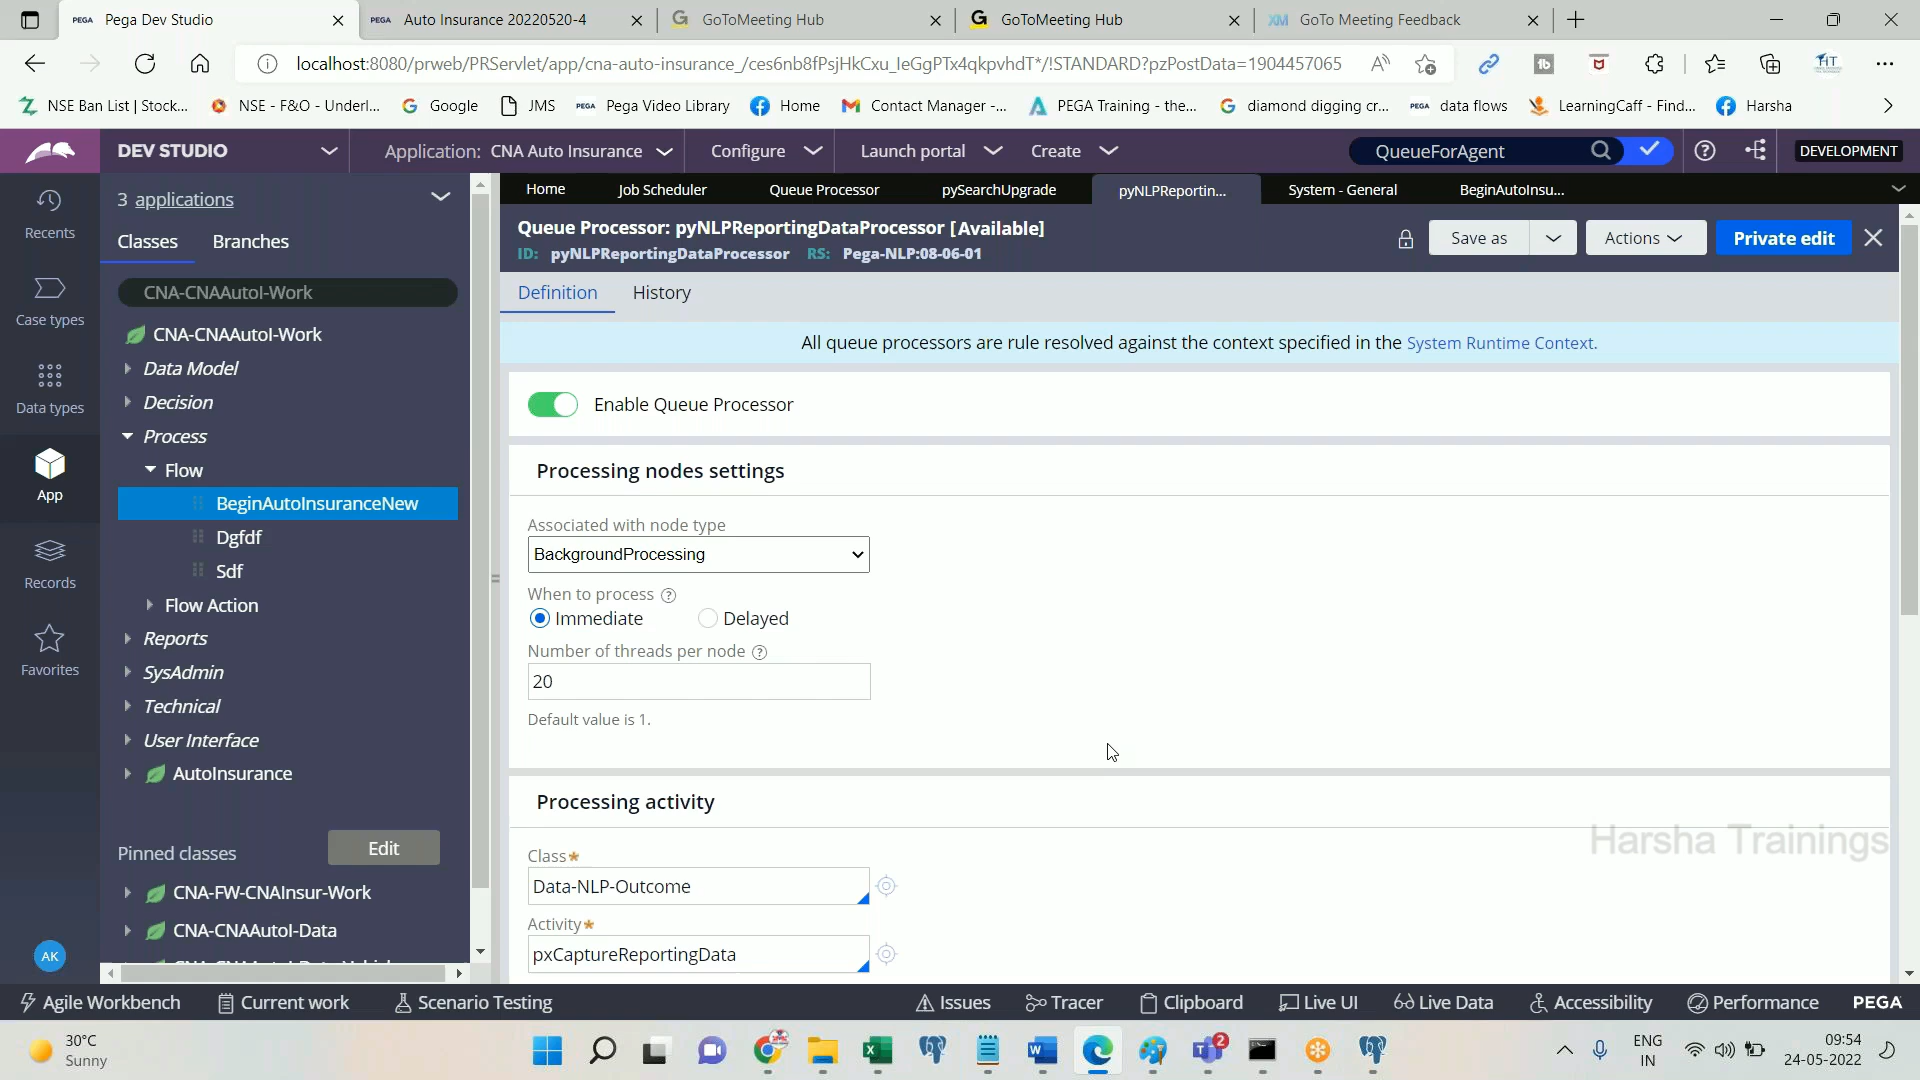 Pega Dev Studio
Auto Insurance 20220520-4
GoToMeeting Hub
GoToMeeting Hub
GoTo Meeting Feedback
localhost:8080/prweb/PRServlet/app/cna-auto-insurance_/ces6nb8fPsjHkCxu_IeGgPTx4qkpvhdT*/!STANDARD?pzPostData=1904457065
NSE Ban List | Stock...
NSE - F&O - Underl...
Google
JMS
Pega Video Library
Home
Contact Manager -...
PEGA Training - the...
diamond digging cr...
data flows
LearningCaff - Find...
Harsha
DEV STUDIO
Application: CNA Auto Insurance
Configure
Launch portal
Create
QueueForAgent
DEVELOPMENT
Recents
Case types
Data types
App
Records
Favorites
AK
3 applications
Classes
Branches
CNA-CNAAutoI-Work
CNA-CNAAutoI-Work
Data Model
Decision
Process
Flow
BeginAutoInsuranceNew
Dgfdf
Sdf
Flow Action
Reports
SysAdmin
Technical
User Interface
AutoInsurance
Pinned classes
Edit
CNA-FW-CNAInsur-Work
CNA-CNAAutoI-Data
Home
Job Scheduler
Queue Processor
pySearchUpgrade
pyNLPReportin...
System - General
BeginAutoInsu...
Queue Processor: pyNLPReportingDataProcessor [Available]
ID: pyNLPReportingDataProcessor RS: Pega-NLP:08-06-01
Save as
Actions
Private edit
Definition
History
All queue processors are rule resolved against the context specified in the System Runtime Context.
Enable Queue Processor
Processing nodes settings
Associated with node type
BackgroundProcessing
When to process
Immediate
Delayed
Number of threads per node
20
Default value is 1.
Processing activity
Class*
Data-NLP-Outcome
Activity*
pxCaptureReportingData
Harsha Trainings
Agile Workbench
Current work
Scenario Testing
Issues
Tracer
Clipboard
Live UI
Live Data
Accessibility
Performance
PEGA
30°C
Sunny
2
ENG
IN
09:54
24-05-2022